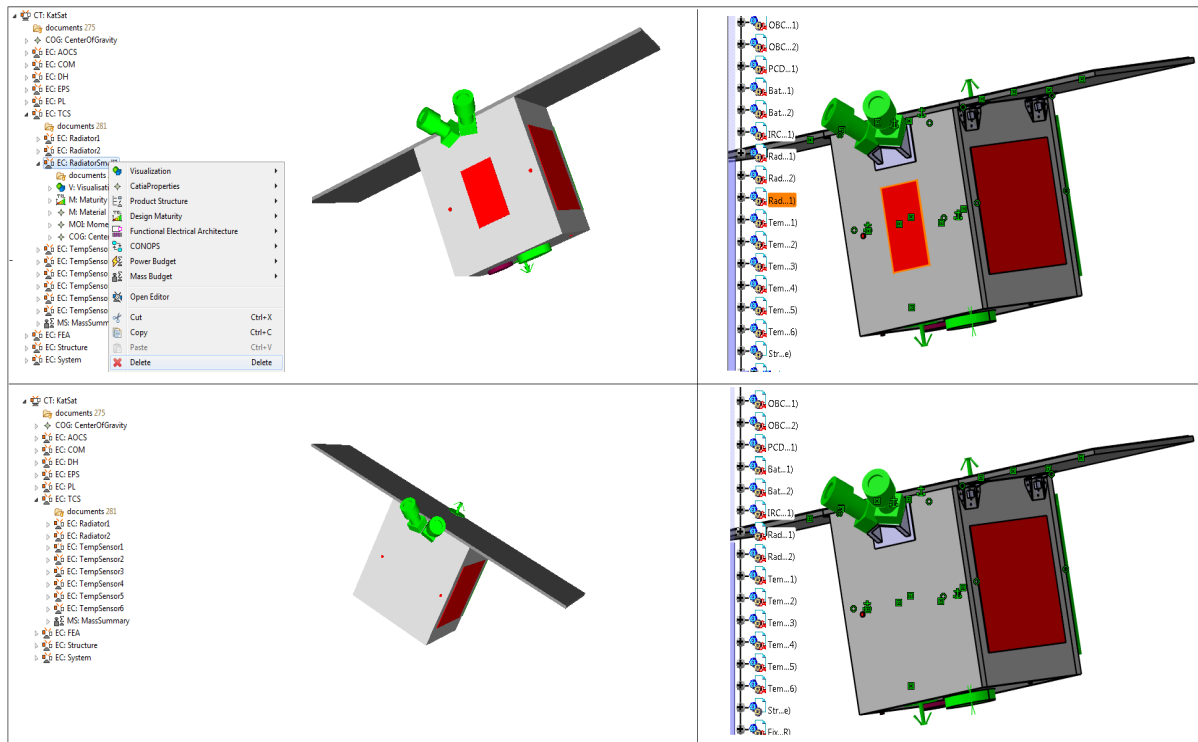 CT: KatSat
documents 275
COG: CenterOfGravity
EC: AOCS
EC: COM
EC: DH
EC: EPS
EC: PL
EC: TCS
documents 281
EC: Radiator1
EC: Radiator2
EC: RadiatorSmall
documents
V: Visualisati
M: Maturity
M: Material
MOI: Mome
COG: Center
EC: TempSensor
EC: TempSenso
EC: TempSenso
EC: TempSenso
EC: TempSenso
EC: TempSenso
MS: MassSumm
EC: FEA
EC: Structure
EC: System
Visualization
CatiaProperties
Product Structure
Design Maturity
Functional Electrical Architecture
CONOPS
Power Budget
Mass Budget
Open Editor
Cut Ctrl+X
Copy Ctrl+C
Paste Ctrl+V
Delete Delete
OBC...1)
OBC...2)
PCD...1)
Bat...1)
Bat...2)
IRC...1)
Rad...1)
Rad...2)
Rad...1)
Tem...1)
Tem...2)
Tem...3)
Tem...4)
Tem...5)
Tem...6)
Str...e)
CT: KatSat
documents 275
COG: CenterOfGravity
EC: AOCS
EC: COM
EC: DH
EC: EPS
EC: PL
EC: TCS
documents 281
EC: Radiator1
EC: Radiator2
EC: TempSensor1
EC: TempSensor2
EC: TempSensor3
EC: TempSensor4
EC: TempSensor5
EC: TempSensor6
MS: MassSummary
EC: FEA
EC: Structure
EC: System
OBC...1)
OBC...2)
PCD...1)
Bat...1)
Bat...2)
IRC...1)
Rad...1)
Rad...2)
Tem...1)
Tem...2)
Tem...3)
Tem...4)
Tem...5)
Tem...6)
Str...e)
Fix...R)